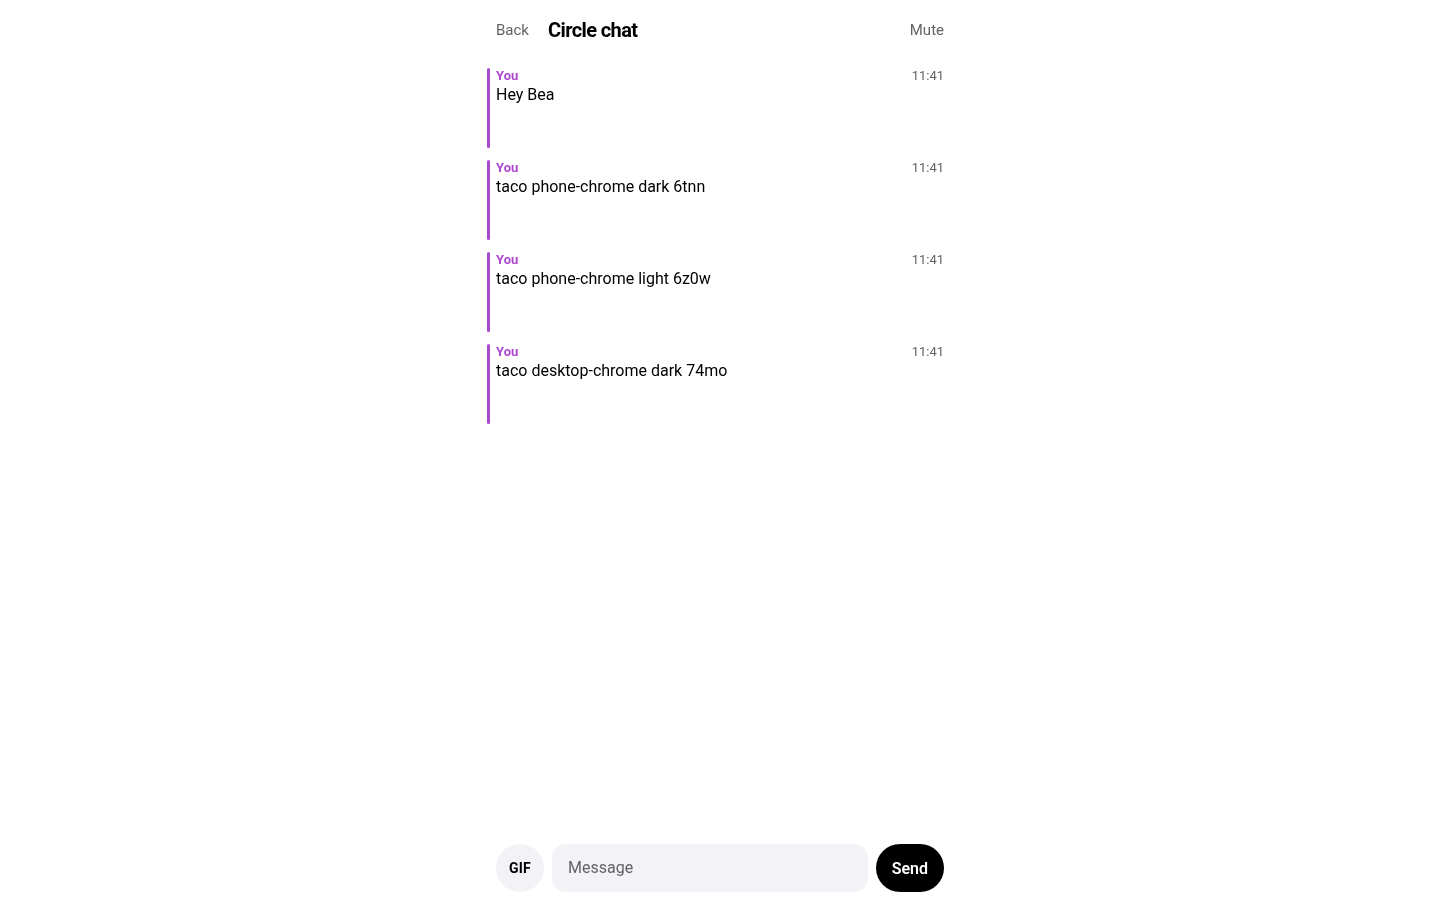 Back Circle chat Mute
You 11:41
Hey Bea
You 11:41
taco phone-chrome dark 6tnn
You 11:41
taco phone-chrome light 6z0w
You 11:41
taco desktop-chrome dark 74mo
GIF Message Send